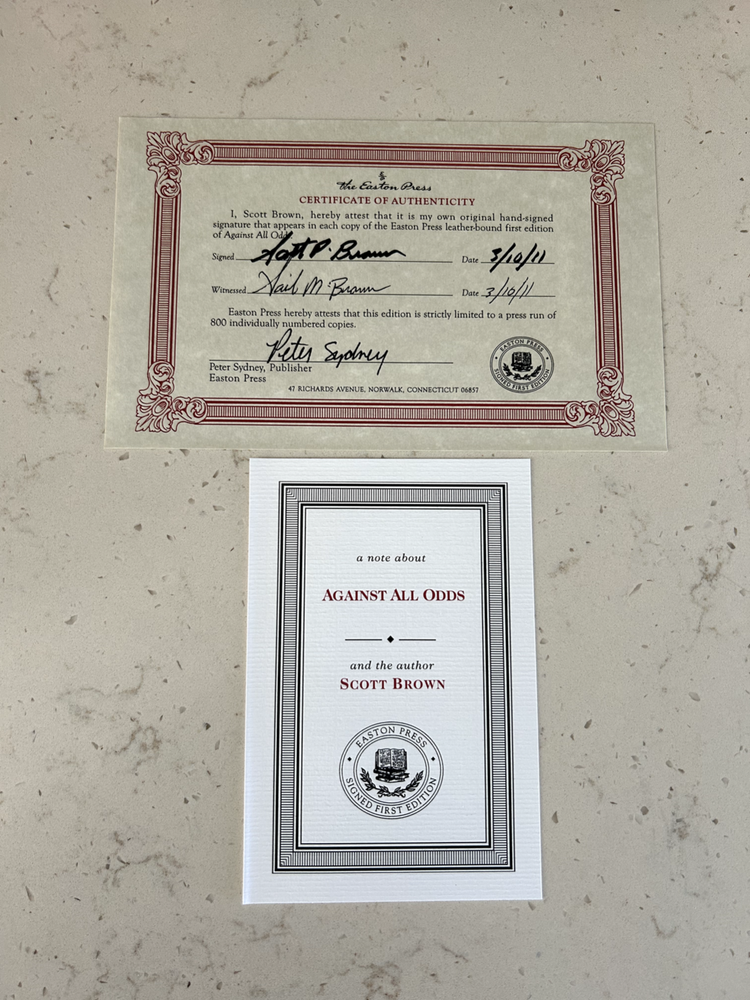 The Easton Press
CERTIFICATE OF AUTHENTICITY
I, Scott Brown, hereby attest that it is my own original hand-signed
signature that appears in each copy of the Easton Press leather-bound first edition
of Against All Odds.
Signed Scott P. Brown Date 3/10/11
Witnessed Gail M. Brown Date 3/10/11
Easton Press hereby attests that this edition is strictly limited to a press run of
800 individually numbered copies.
Peter Sydney
Peter Sydney, Publisher
Easton Press
47 RICHARDS AVENUE, NORWALK, CONNECTICUT 06857
EASTON PRESS
SIGNED FIRST EDITION
a note about
AGAINST ALL ODDS
and the author
SCOTT BROWN
EASTON PRESS
SIGNED FIRST EDITION